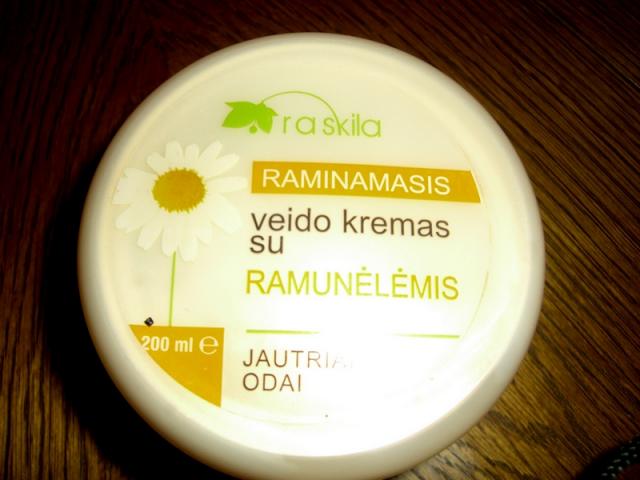 raskila
RAMINAMASIS
veido kremas
su
RAMUNĖLĖMIS
200 ml ℮
ODAI